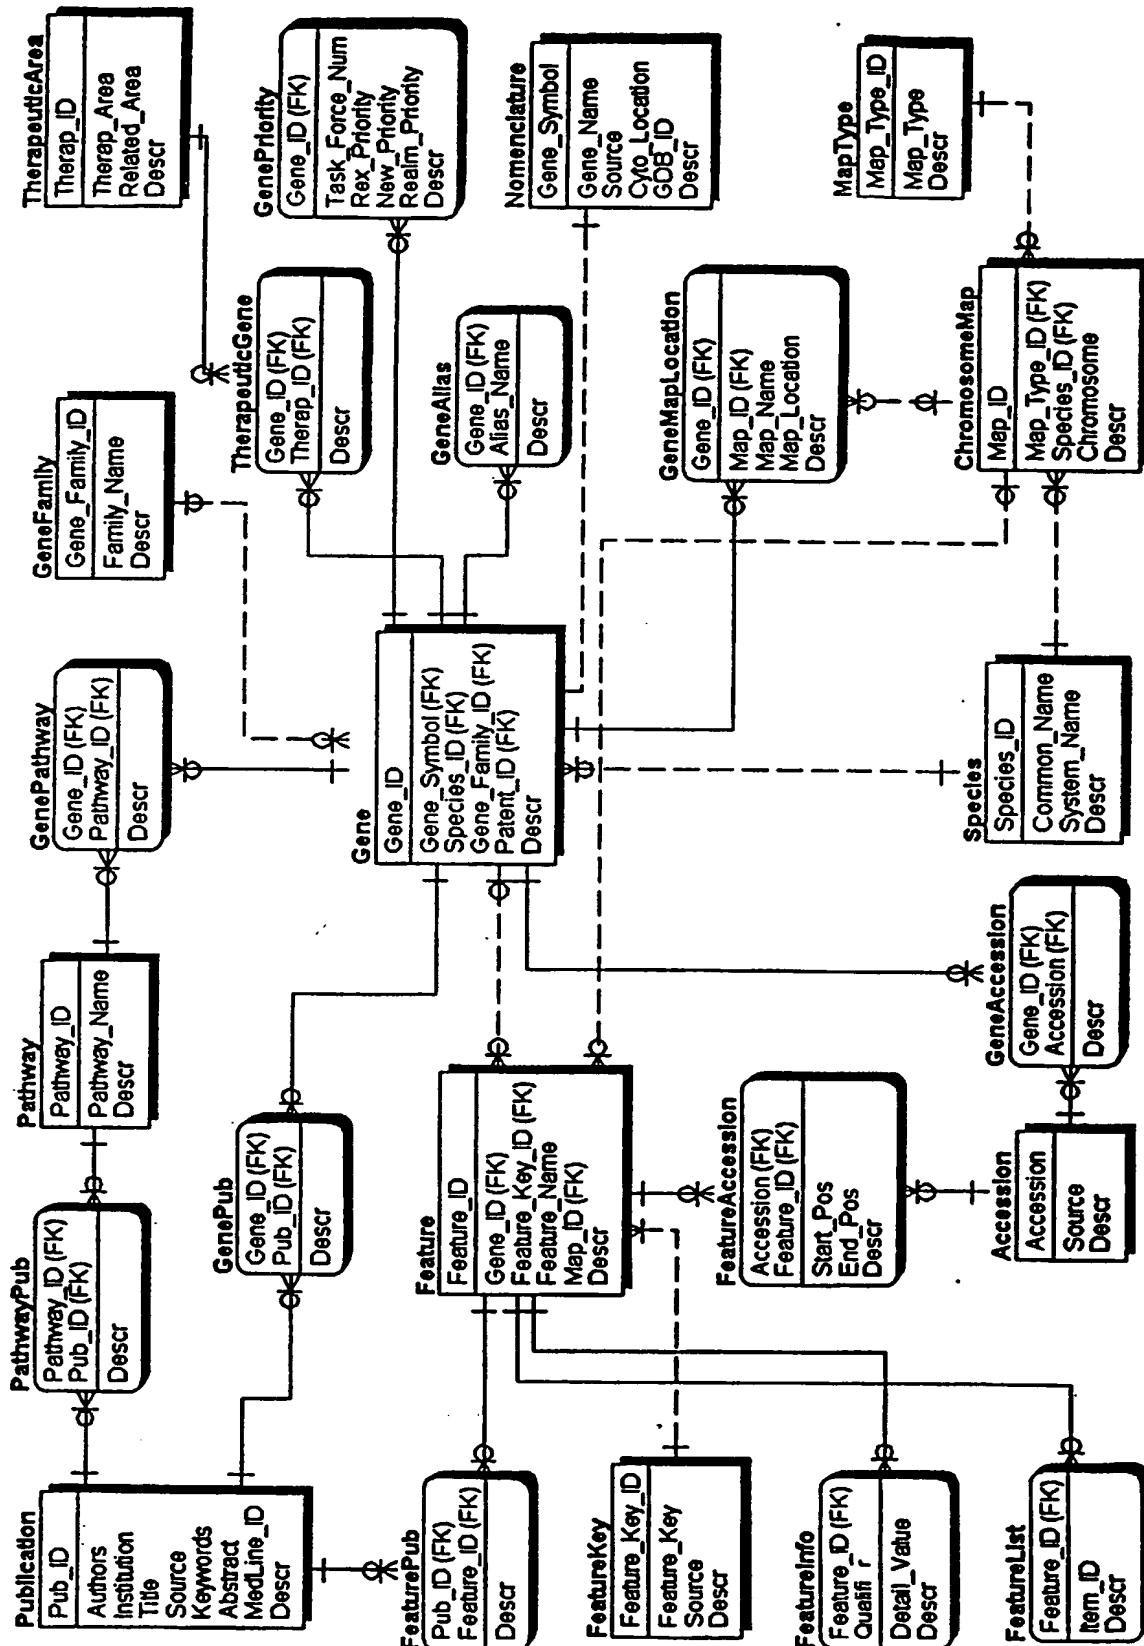 Publication
Pub_ID
Authors
Institution
Title
Source
Keywords
Abstract
MedLine_ID
Descr
PathwayPub
Pathway_ID (FK)
Pub_ID (FK)
Descr
Pathway
Pathway_ID
Pathway_Name
Descr
GenePathway
Gene_ID (FK)
Pathway_ID (FK)
Descr
GeneFamily
Gene_Family_ID
Family_Name
Descr
TherapeuticArea
Therap_ID
Therap_Area
Related_Area
Descr
GenePub
Gene_ID (FK)
Pub_ID (FK)
Descr
TherapeuticGene
Gene_ID (FK)
Therap_ID (FK)
Descr
GenePriority
Gene_ID (FK)
Task_Force_Num
Rex_Priority
New_Priority
Realm_Priority
Descr
FeaturePub
Pub_ID (FK)
Feature_ID (FK)
Descr
Feature
Feature_ID
Gene_ID (FK)
Feature_Key_ID (FK)
Feature_Name
Map_ID (FK)
Descr
Gene
Gene_ID
Gene_Symbol (FK)
Species_ID (FK)
Gene_Family_ID (FK)
Patent_ID (FK)
Descr
GeneAlias
Gene_ID (FK)
Alias_Name
Descr
Nomenclature
Gene_Symbol
Gene_Name
Source
Cyto_Location
GDB_ID
Descr
FeatureKey
Feature_Key_ID
Feature_Key
Source
Descr
FeatureAccession
Accession (FK)
Feature_ID (FK)
Start_Pos
End_Pos
Descr
GeneMapLocation
Gene_ID (FK)
Map_ID (FK)
Map_Name
Map_Location
Descr
FeatureInfo
Feature_ID (FK)
Qualifi r
Detail_Value
Descr
FeatureList
Feature_ID (FK)
Item_ID
Descr
Accession
Accession
Source
Descr
GeneAccession
Gene_ID (FK)
Accession (FK)
Descr
Species
Species_ID
Common_Name
System_Name
Descr
ChromosomeMap
Map_ID
Map_Type_ID (FK)
Species_ID (FK)
Chromosome
Descr
MapType
Map_Type_ID
Map_Type
Descr